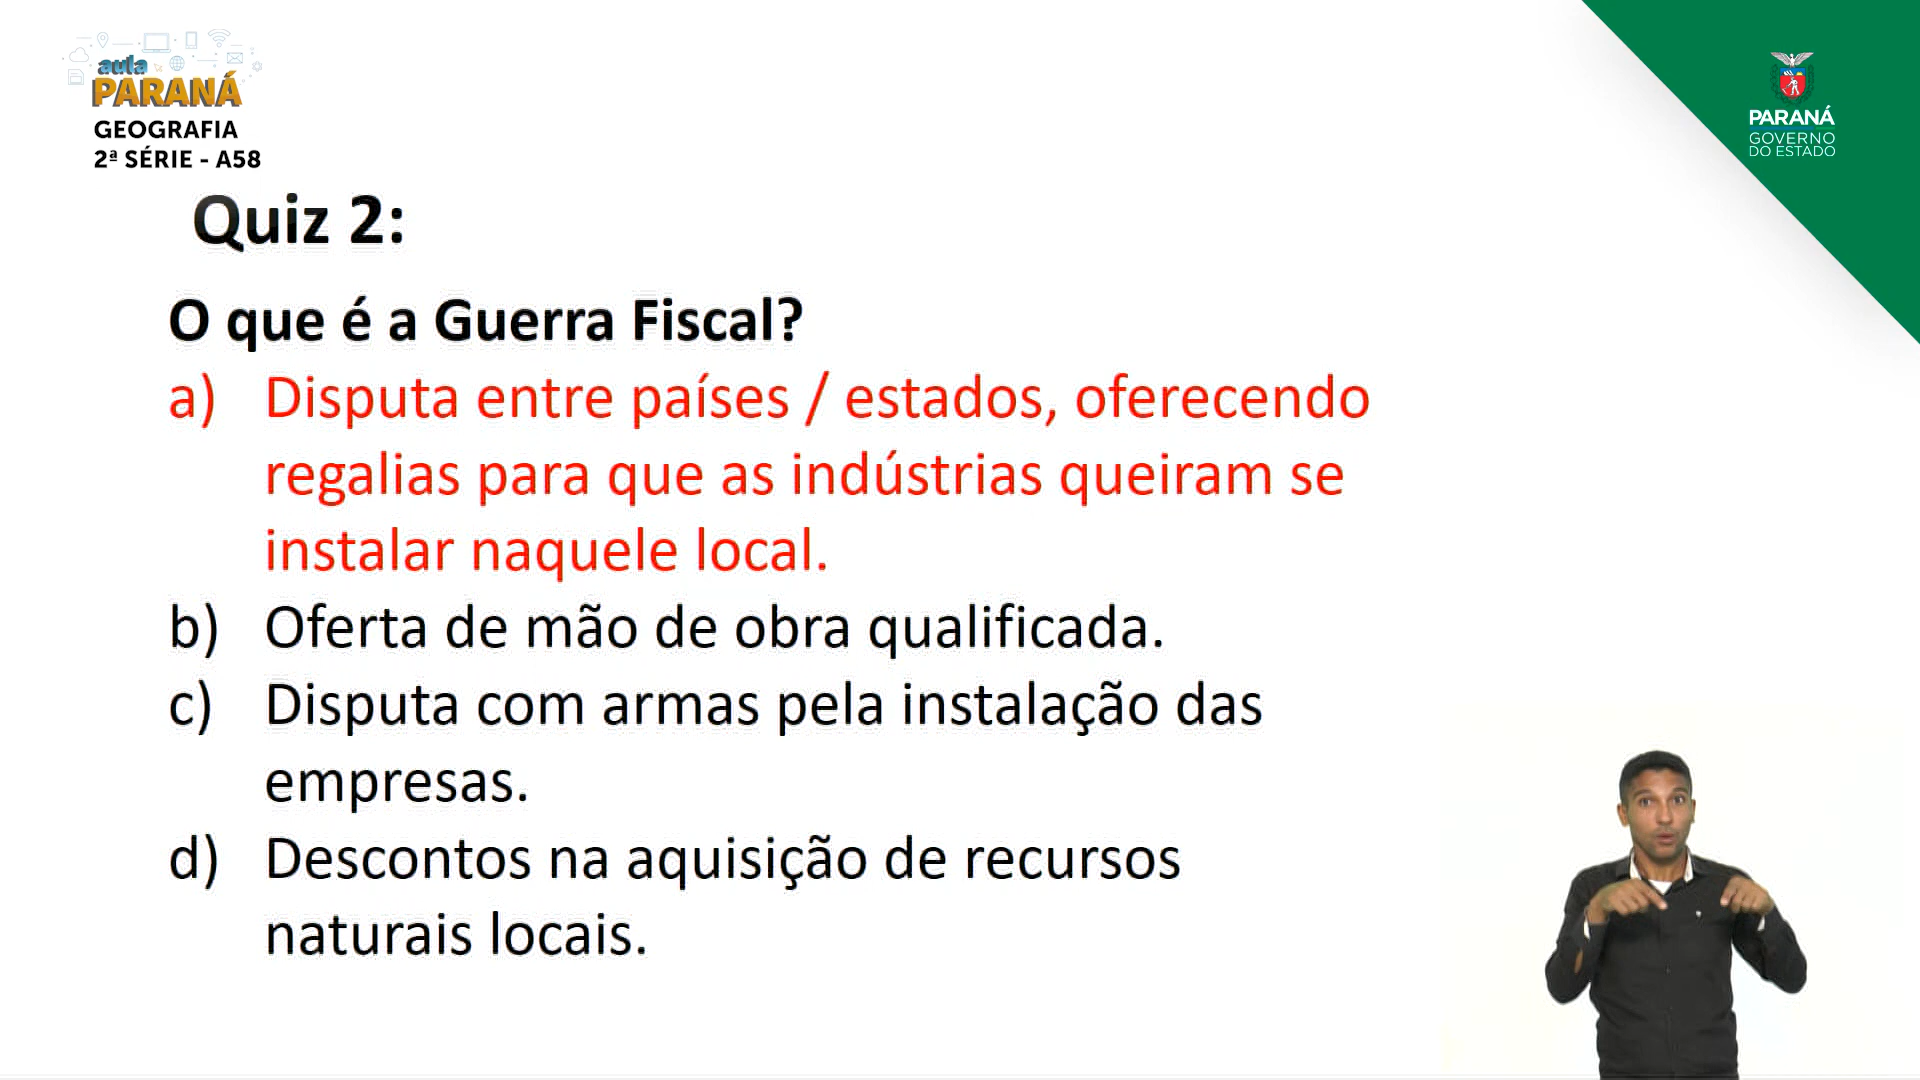 aula
PARANÁ
GEOGRAFIA
2ª SÉRIE - A58
PARANÁ
GOVERNO
DO ESTADO
Quiz 2:
O que é a Guerra Fiscal?
a) Disputa entre países / estados, oferecendo
regalias para que as indústrias queiram se
instalar naquele local.
b) Oferta de mão de obra qualificada.
c) Disputa com armas pela instalação das
empresas.
d) Descontos na aquisição de recursos
naturais locais.